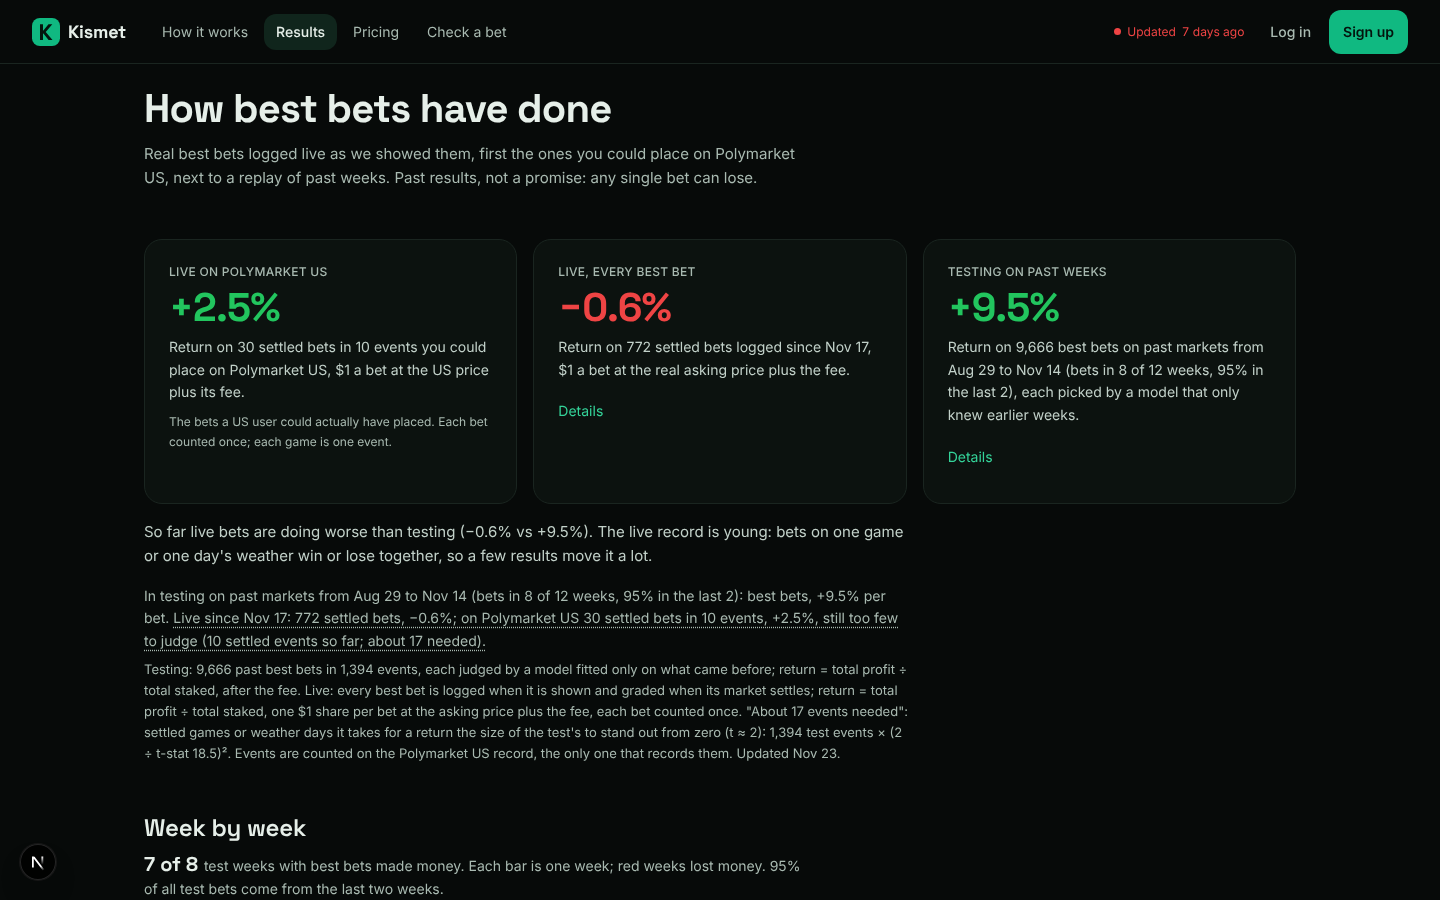 K Kismet How it works Results Pricing Check a bet Updated 7 days ago Log in Sign up
How best bets have done
Real best bets logged live as we showed them, first the ones you could place on Polymarket
US, next to a replay of past weeks. Past results, not a promise: any single bet can lose.
LIVE ON POLYMARKET US
+2.5%
Return on 30 settled bets in 10 events you could
place on Polymarket US, $1 a bet at the US price
plus its fee.
The bets a US user could actually have placed. Each bet
counted once; each game is one event.
LIVE, EVERY BEST BET
−0.6%
Return on 772 settled bets logged since Nov 17,
$1 a bet at the real asking price plus the fee.
Details
TESTING ON PAST WEEKS
+9.5%
Return on 9,666 best bets on past markets from
Aug 29 to Nov 14 (bets in 8 of 12 weeks, 95% in
the last 2), each picked by a model that only
knew earlier weeks.
Details
So far live bets are doing worse than testing (−0.6% vs +9.5%). The live record is young: bets on one game
or one day's weather win or lose together, so a few results move it a lot.
In testing on past markets from Aug 29 to Nov 14 (bets in 8 of 12 weeks, 95% in the last 2): best bets, +9.5% per
bet. Live since Nov 17: 772 settled bets, −0.6%; on Polymarket US 30 settled bets in 10 events, +2.5%, still too few
to judge (10 settled events so far; about 17 needed).
Testing: 9,666 past best bets in 1,394 events, each judged by a model fitted only on what came before; return = total profit ÷
total staked, after the fee. Live: every best bet is logged when it is shown and graded when its market settles; return = total
profit ÷ total staked, one $1 share per bet at the asking price plus the fee, each bet counted once. "About 17 events needed":
settled games or weather days it takes for a return the size of the test's to stand out from zero (t ≈ 2): 1,394 test events × (2
÷ t-stat 18.5)². Events are counted on the Polymarket US record, the only one that records them. Updated Nov 23.
Week by week
7 of 8 test weeks with best bets made money. Each bar is one week; red weeks lost money. 95%
of all test bets come from the last two weeks.
N